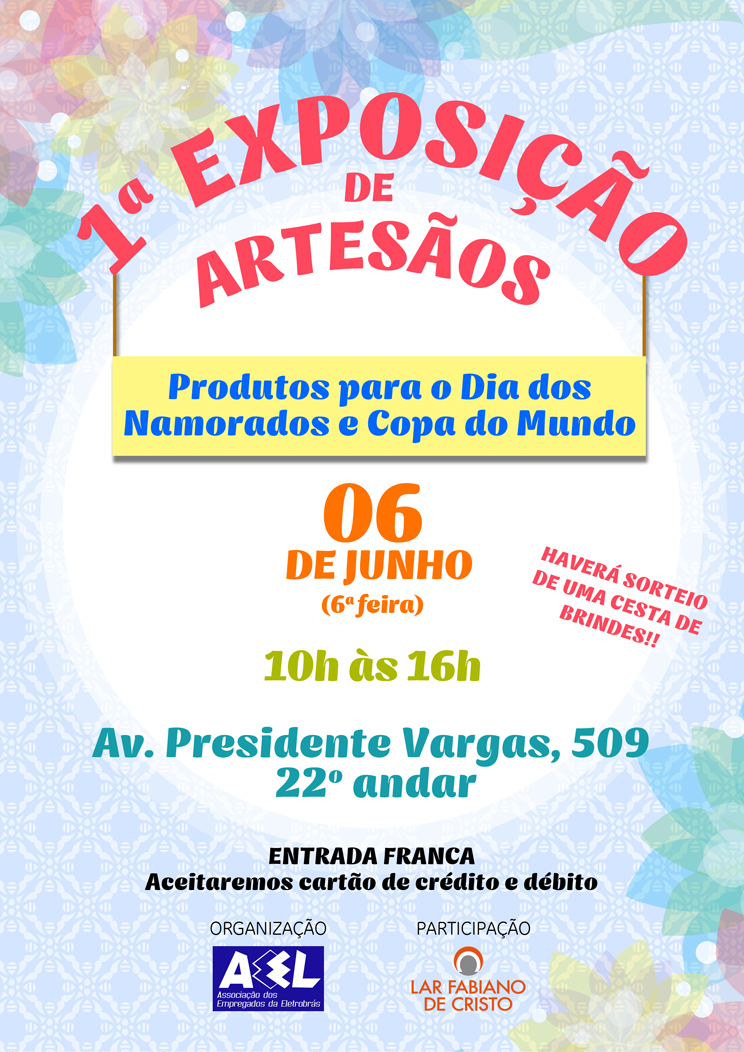 1ª EXPOSIÇÃO
DE
ARTESÃOS
Produtos para o Dia dos
Namorados e Copa do Mundo
06
DE JUNHO
(6ª feira)
HAVERÁ SORTEIO
DE UMA CESTA DE
BRINDES!!
10h às 16h
Av. Presidente Vargas, 509
22º andar
ENTRADA FRANCA
Aceitaremos cartão de crédito e débito
ORGANIZAÇÃO
AEEL
Associação dos
Empregados da Eletrobrás
PARTICIPAÇÃO
LAR FABIANO
DE CRISTO